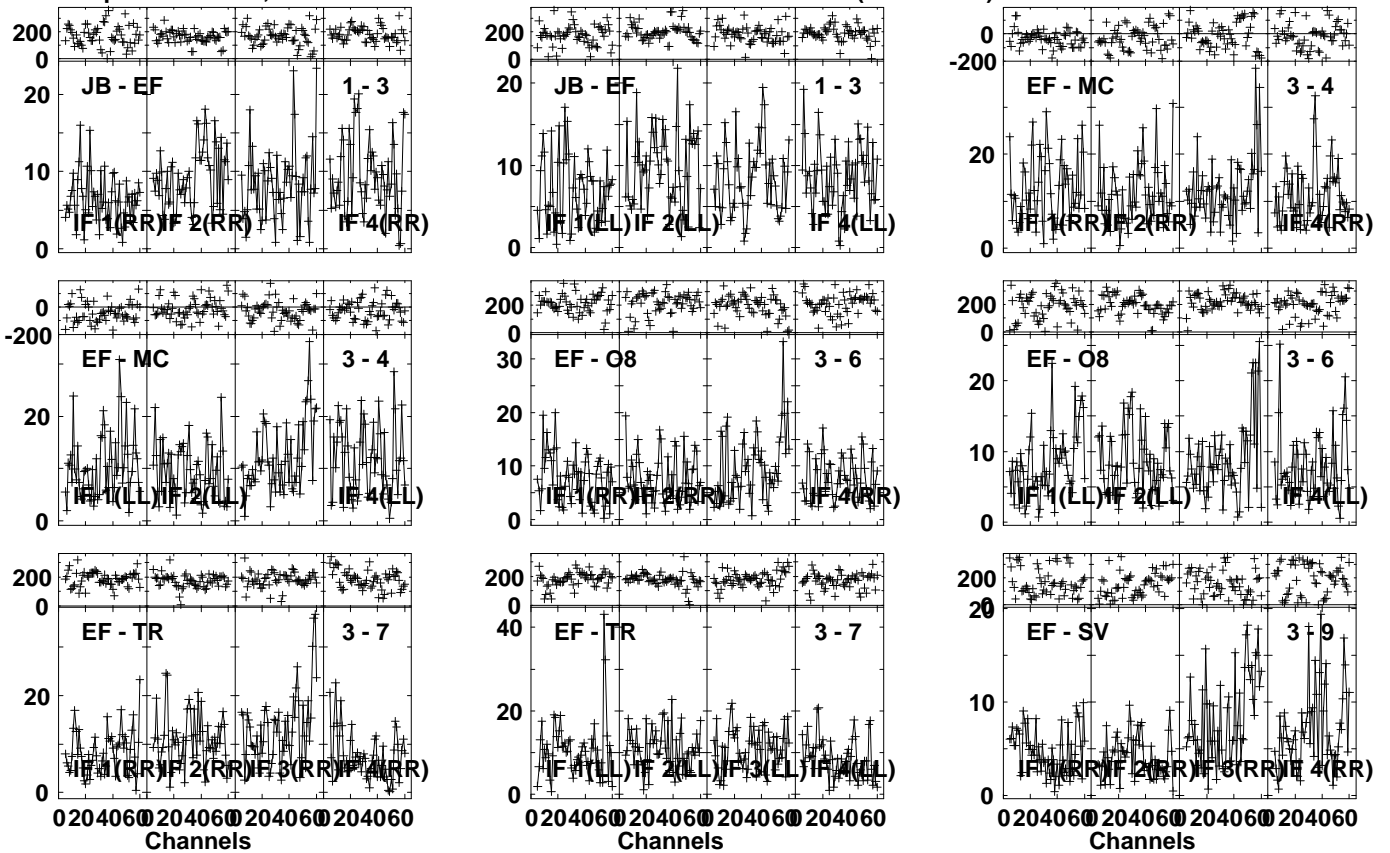 200 0 JB - EF 1 - 3 20 10 0 IF 1(RR) IF 2(RR) IF 4(RR)
200 0 JB - EF 1 - 3 20 10 0 IF 1(LL) IF 2(LL) IF 4(LL)
0 -200 EF - MC 3 - 4 20 0 IF 1(RR) IF 2(RR) IF 4(RR)
0 -200 EF - MC 3 - 4 20 0 IF 1(LL) IF 2(LL) IF 4(LL)
200 0 EF - O8 3 - 6 30 20 10 0 IF 1(RR) IF 2(RR) IF 4(RR)
200 0 EF - O8 3 - 6 20 10 0 IF 1(LL) IF 2(LL) IF 4(LL)
200 0 EF - TR 3 - 7 20 0 IF 1(RR) IF 2(RR) IF 3(RR) IF 4(RR)
200 0 EF - TR 3 - 7 40 20 0 IF 1(LL) IF 2(LL) IF 3(LL) IF 4(LL)
200 0 EF - SV 3 - 9 20 10 0 IF 1(RR) IF 2(RR) IF 3(RR) IF 4(RR)
0 20 40 60 0 20 40 60 0 20 40 60 0 20 40 60
Channels
0 20 40 60 0 20 40 60 0 20 40 60 0 20 40 60
Channels
0 20 40 60 0 20 40 60 0 20 40 60 0 20 40 60
Channels